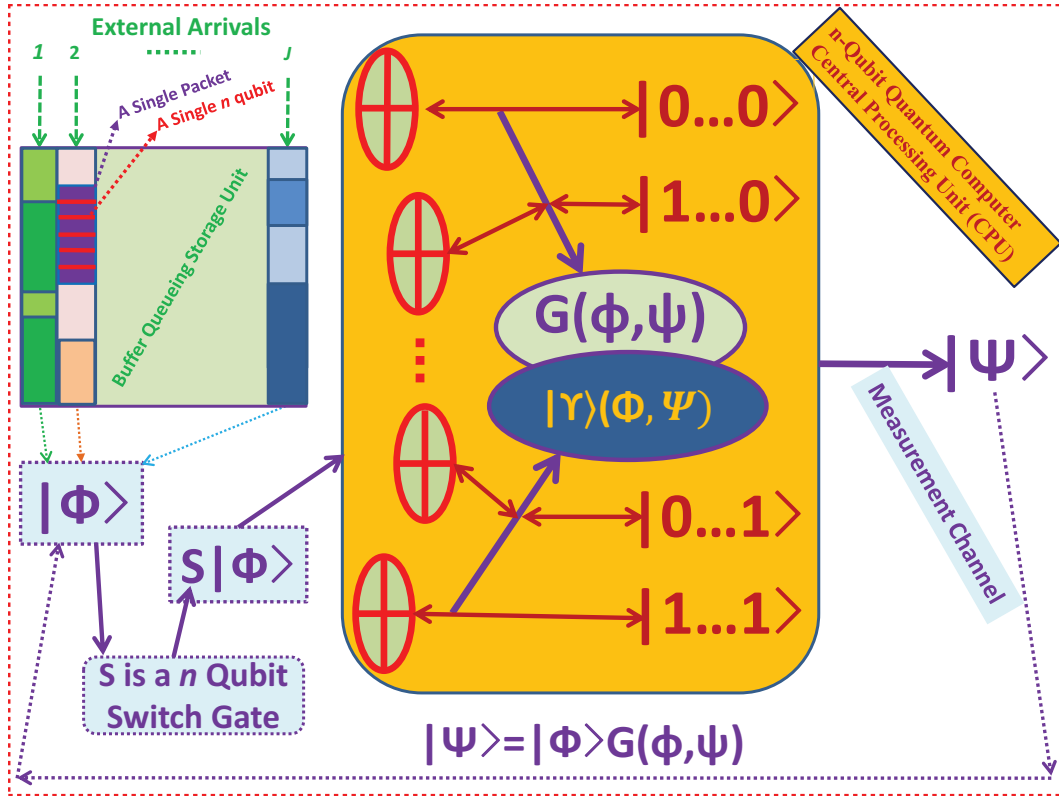 External Arrivals
1 2 J
A Single Packet
A Single n qubit
Buffer Queueing Storage Unit
n-Qubit Quantum Computer
Central Processing Unit (CPU)
|0...0〉
|1...0〉
G(ϕ,ψ)
|ϒ〉(Φ, Ψ)
⋮
|0...1〉
|1...1〉
|Ψ〉
Measurement Channel
|Φ〉
S|Φ〉
S is a n Qubit
Switch Gate
|Ψ〉=|Φ〉G(ϕ,ψ)